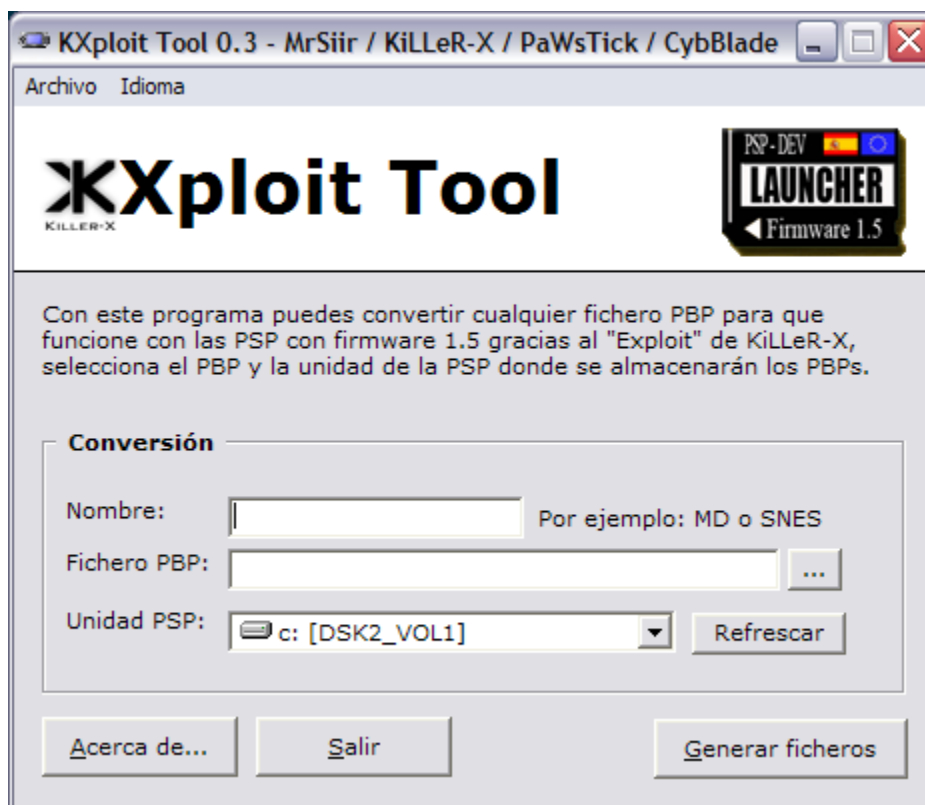 KXploit Tool 0.3 - MrSiir / KiLLeR-X / PaWsTick / CybBlade
Archivo Idioma
KXploit Tool
KILLER-X
PSP-DEV
LAUNCHER
Firmware 1.5
Con este programa puedes convertir cualquier fichero PBP para que
funcione con las PSP con firmware 1.5 gracias al "Exploit" de KiLLeR-X,
selecciona el PBP y la unidad de la PSP donde se almacenarán los PBPs.
Conversión
Nombre: Por ejemplo: MD o SNES
Fichero PBP: ...
Unidad PSP: c: [DSK2_VOL1] Refrescar
Acerca de... Salir Generar ficheros